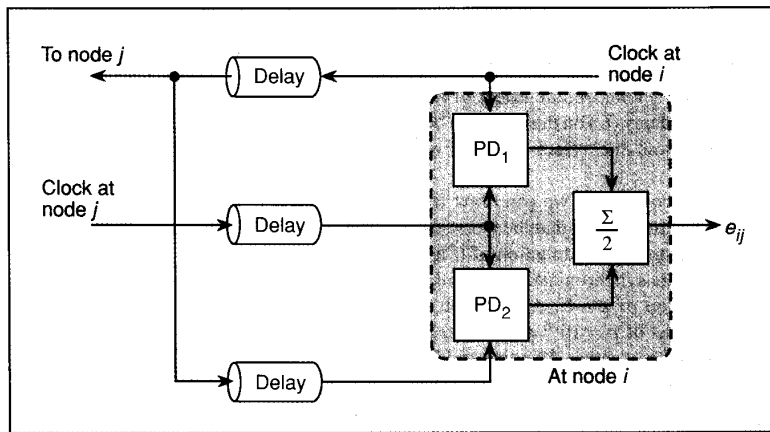 To node j
Delay
Clock at
node i
PD1
Clock at
node j
Delay
Σ
2
eij
PD2
Delay
At node i